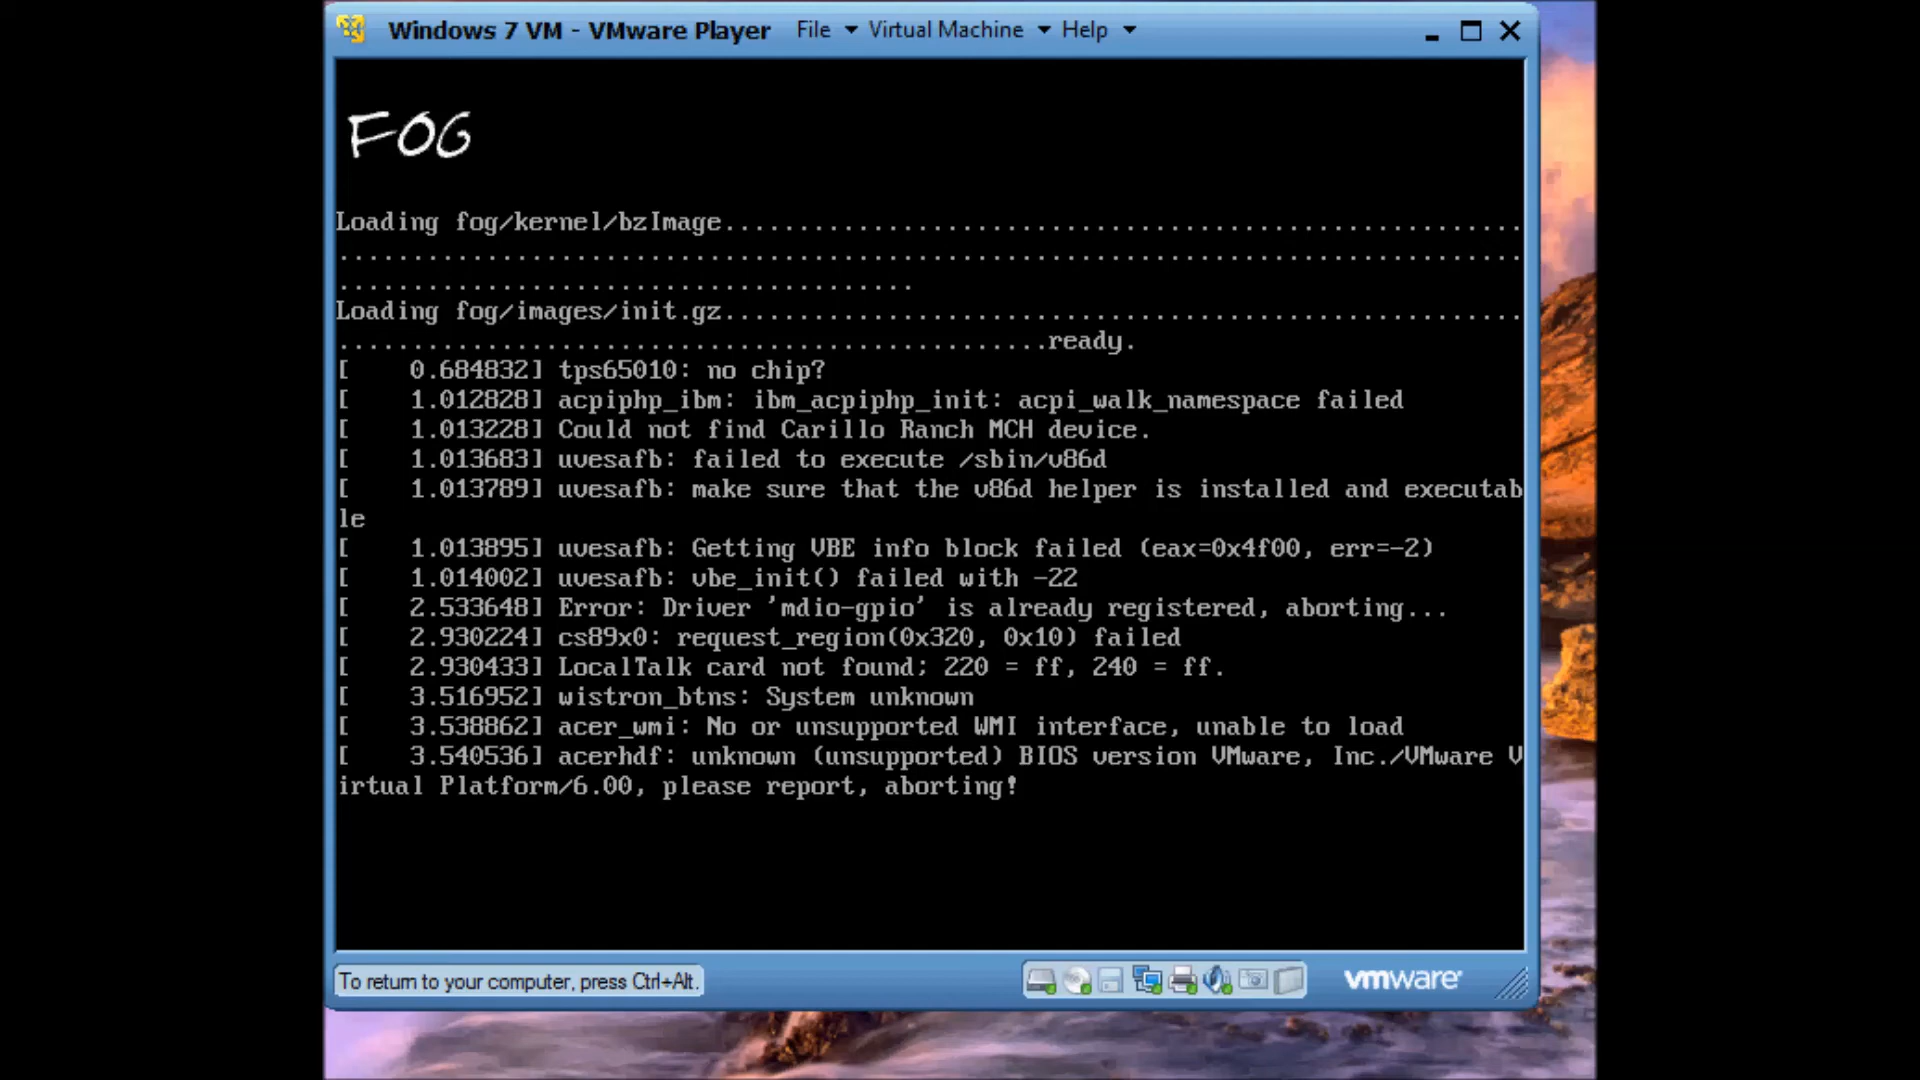 Windows 7 VM - VMware Player File Virtual Machine Help
FOG
Loading fog/kernel/bzImage......................................................
................................................................................
.......................................
Loading fog/images/init.gz......................................................
................................................ready.
[    0.684832] tps65010: no chip?
[    1.012828] acpiphp_ibm: ibm_acpiphp_init: acpi_walk_namespace failed
[    1.013228] Could not find Carillo Ranch MCH device.
[    1.013683] uvesafb: failed to execute /sbin/v86d
[    1.013789] uvesafb: make sure that the v86d helper is installed and executab
le
[    1.013895] uvesafb: Getting VBE info block failed (eax=0x4f00, err=-2)
[    1.014002] uvesafb: vbe_init() failed with -22
[    2.533648] Error: Driver 'mdio-gpio' is already registered, aborting...
[    2.930224] cs89x0: request_region(0x320, 0x10) failed
[    2.930433] LocalTalk card not found; 220 = ff, 240 = ff.
[    3.516952] wistron_btns: System unknown
[    3.538862] acer_wmi: No or unsupported WMI interface, unable to load
[    3.540536] acerhdf: unknown (unsupported) BIOS version VMware, Inc./VMware V
irtual Platform/6.00, please report, aborting!
To return to your computer, press Ctrl+Alt.
vmware